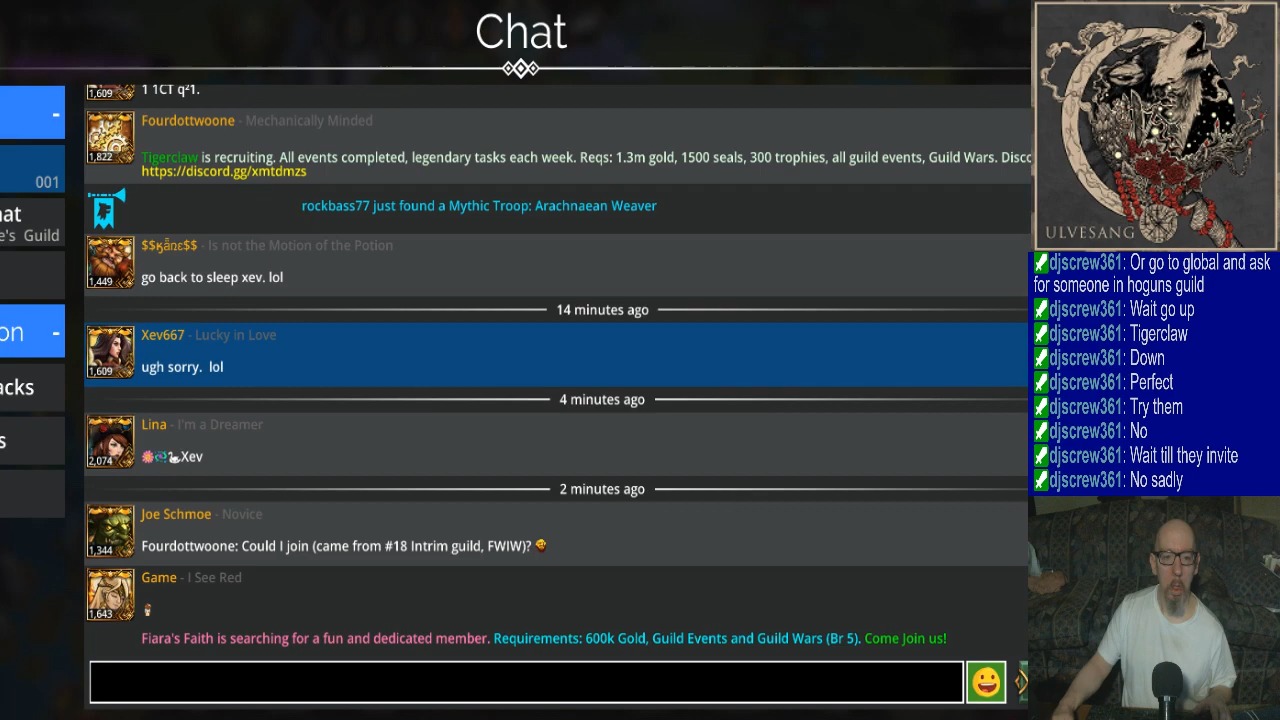 Chat
1,609
Fourdottwoone - Mechanically Minded
1,822
Tigerclaw is recruiting. All events completed, legendary tasks each week. Reqs: 1.3m gold, 1500 seals, 300 trophies, all guild events, Guild Wars. Disco
https://discord.gg/xmtdmzs
rockbass77 just found a Mythic Troop: Arachnaean Weaver
$$ӄǟռɛ$$ - Is not the Motion of the Potion
1,449
go back to sleep xev. lol
14 minutes ago
Xev667 - Lucky in Love
1,609
ugh sorry. lol
4 minutes ago
Lina - I'm a Dreamer
2,074
Xev
2 minutes ago
Joe Schmoe - Novice
1,344
Fourdottwoone: Could I join (came from #18 Intrim guild, FWIW)?
Game - I See Red
1,643
Fiara's Faith is searching for a fun and dedicated member. Requirements: 600k Gold, Guild Events and Guild Wars (Br 5). Come Join us!
-
001
hat
e's Guild
on -
acks
s
ULVESANG
djscrew361: Or go to global and ask
for someone in hoguns guild
djscrew361: Wait go up
djscrew361: Tigerclaw
djscrew361: Down
djscrew361: Perfect
djscrew361: Try them
djscrew361: No
djscrew361: Wait till they invite
djscrew361: No sadly